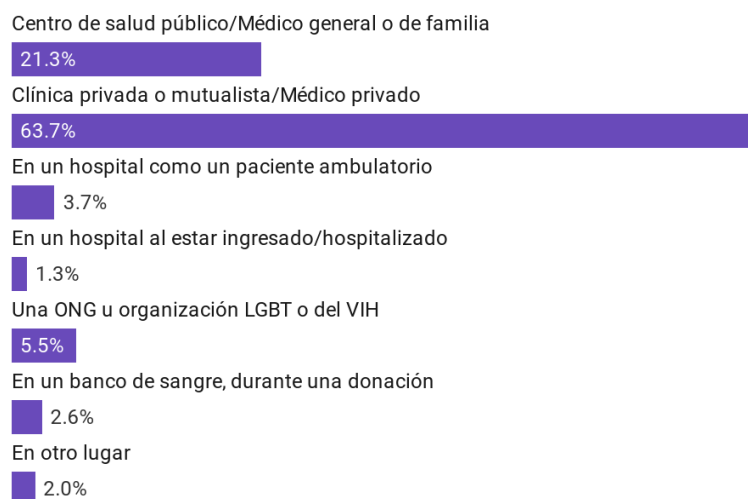 Centro de salud público/Médico general o de familia
21.3%
Clínica privada o mutualista/Médico privado
63.7%
En un hospital como un paciente ambulatorio
3.7%
En un hospital al estar ingresado/hospitalizado
1.3%
Una ONG u organización LGBT o del VIH
5.5%
En un banco de sangre, durante una donación
2.6%
En otro lugar
2.0%